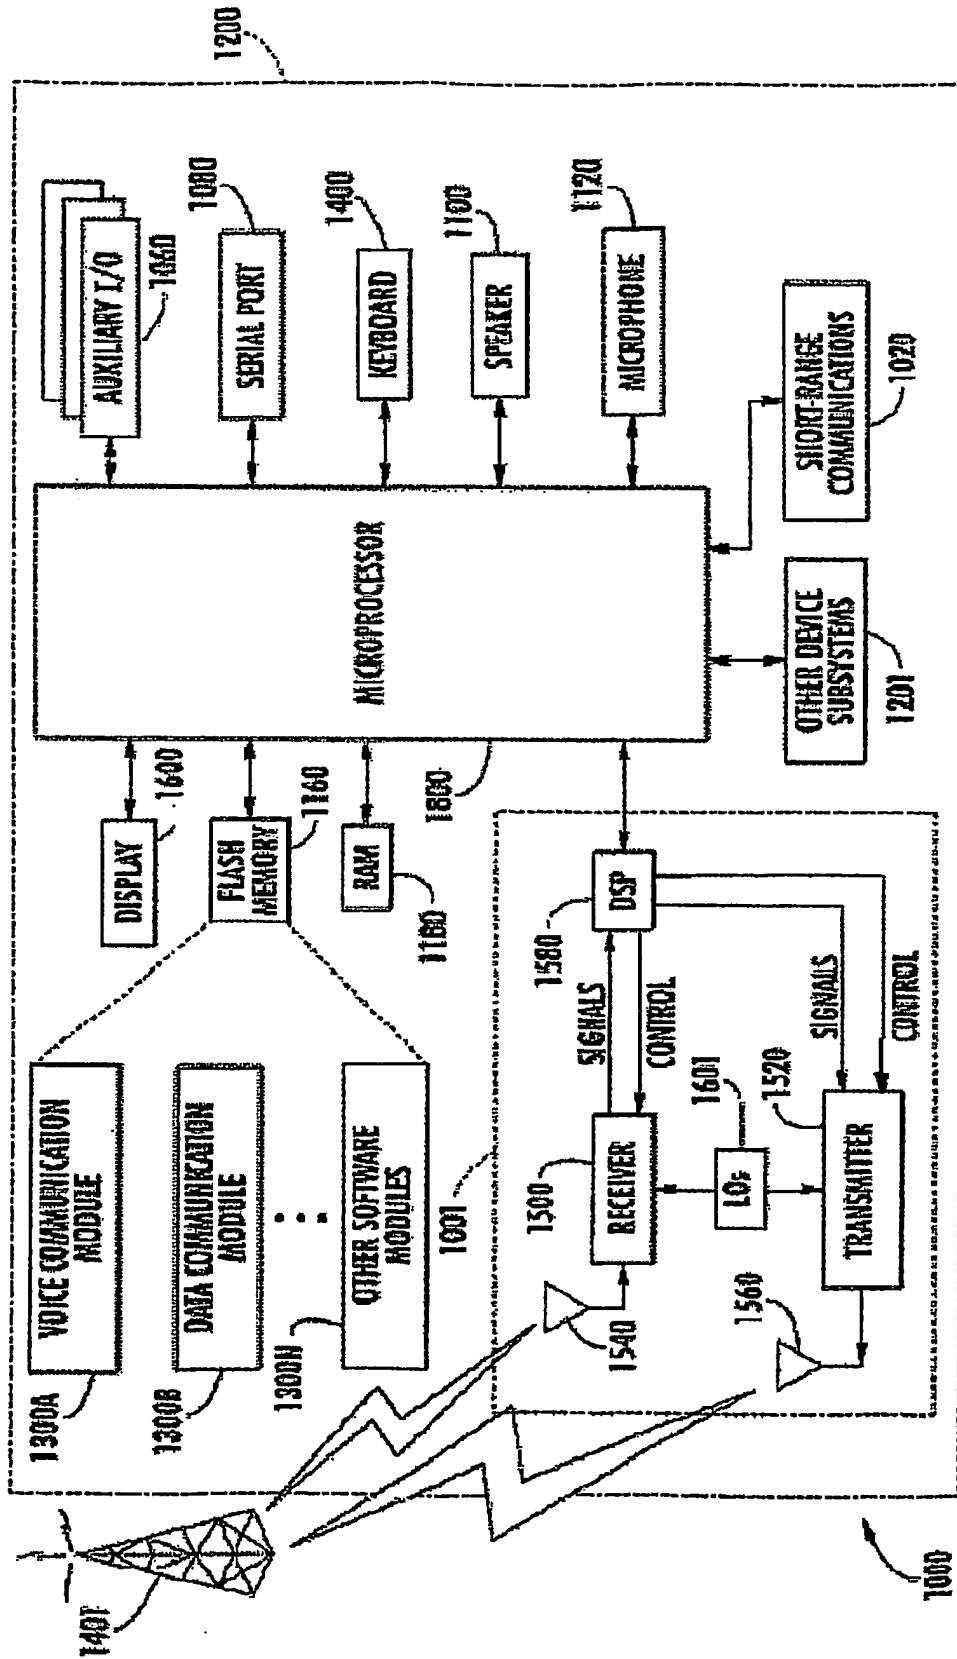 1200
AUXILIARY I/O
1060
SERIAL PORT
1080
KEYBOARD
1400
SPEAKER
1100
MICROPHONE
1120
SHORT-RANGE
COMMUNICATIONS
1020
MICROPROCESSOR
1800
OTHER DEVICE
SUBSYSTEMS
1201
DISPLAY
1600
FLASH
MEMORY
1160
RAM
1180
VOICE COMMUNICATION
MODULE
1300A
DATA COMMUNICATION
MODULE
1300B
OTHER SOFTWARE
MODULES
1300N
1001
DSP
1580
SIGNALS
CONTROL
RECEIVER
1500
LOs
1601
SIGNALS
CONTROL
TRANSMITTER
1520
1540
1560
1401
1000